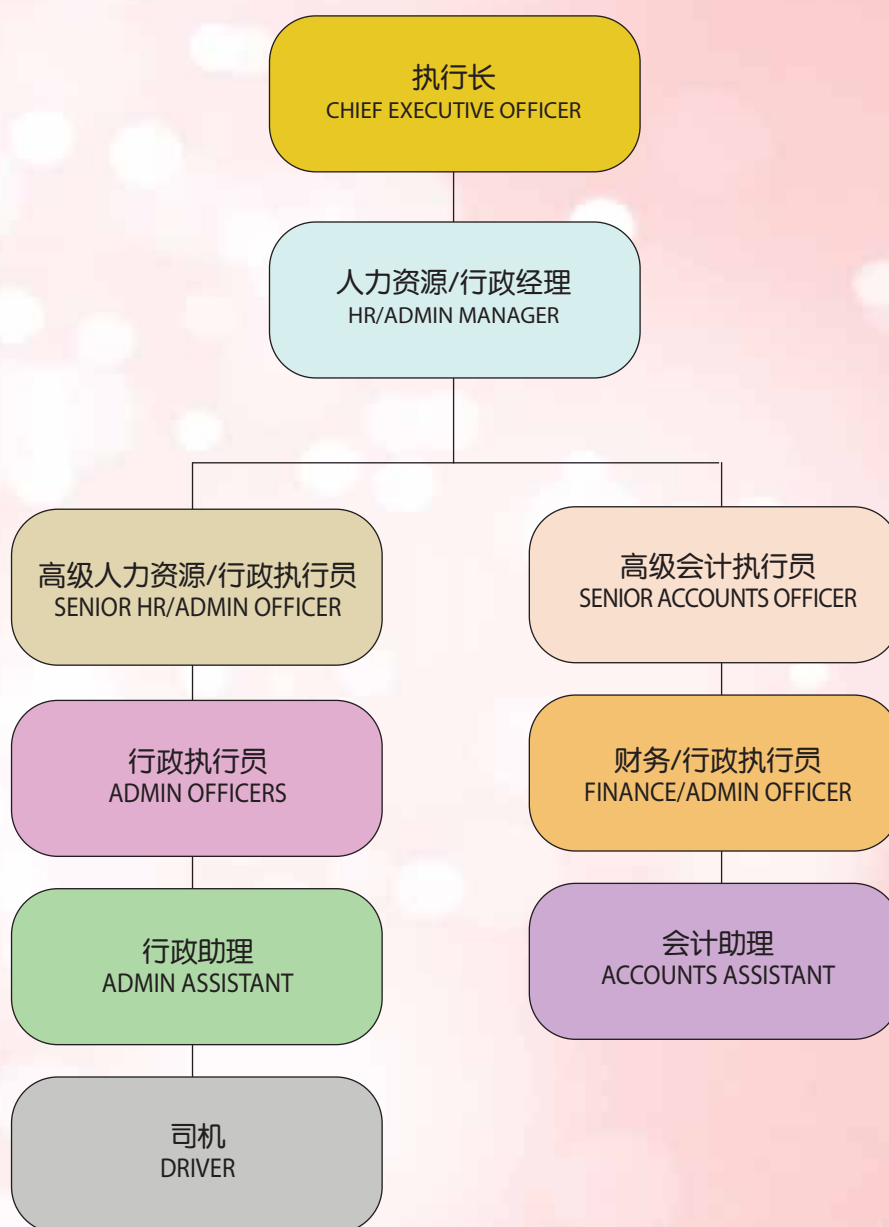 执行长
CHIEF EXECUTIVE OFFICER
人力资源/行政经理
HR/ADMIN MANAGER
高级人力资源/行政执行员
SENIOR HR/ADMIN OFFICER
高级会计执行员
SENIOR ACCOUNTS OFFICER
行政执行员
ADMIN OFFICERS
财务/行政执行员
FINANCE/ADMIN OFFICER
行政助理
ADMIN ASSISTANT
会计助理
ACCOUNTS ASSISTANT
司机
DRIVER